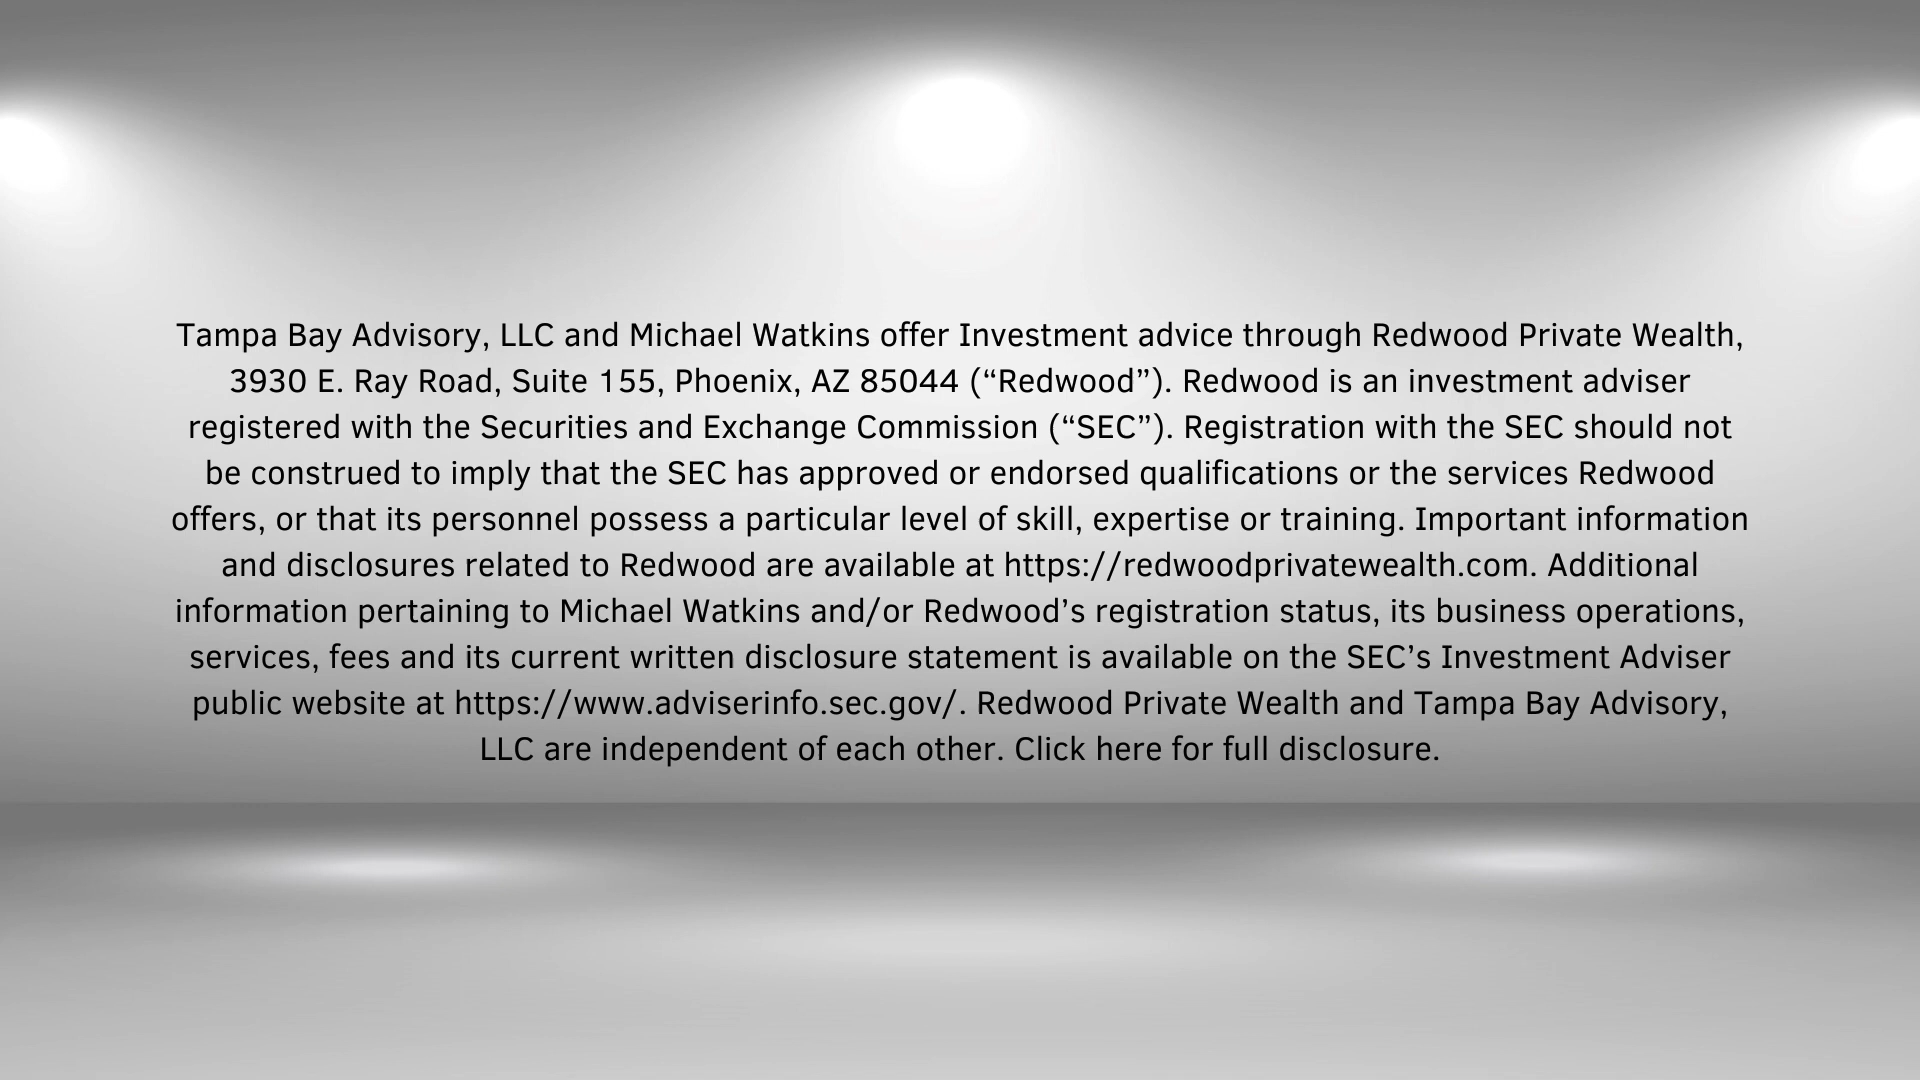 Tampa Bay Advisory, LLC and Michael Watkins offer Investment advice through Redwood Private Wealth,
3930 E. Ray Road, Suite 155, Phoenix, AZ 85044 (“Redwood”). Redwood is an investment adviser
registered with the Securities and Exchange Commission (“SEC”). Registration with the SEC should not
be construed to imply that the SEC has approved or endorsed qualifications or the services Redwood
offers, or that its personnel possess a particular level of skill, expertise or training. Important information
and disclosures related to Redwood are available at https://redwoodprivatewealth.com. Additional
information pertaining to Michael Watkins and/or Redwood’s registration status, its business operations,
services, fees and its current written disclosure statement is available on the SEC’s Investment Adviser
public website at https://www.adviserinfo.sec.gov/. Redwood Private Wealth and Tampa Bay Advisory,
LLC are independent of each other. Click here for full disclosure.